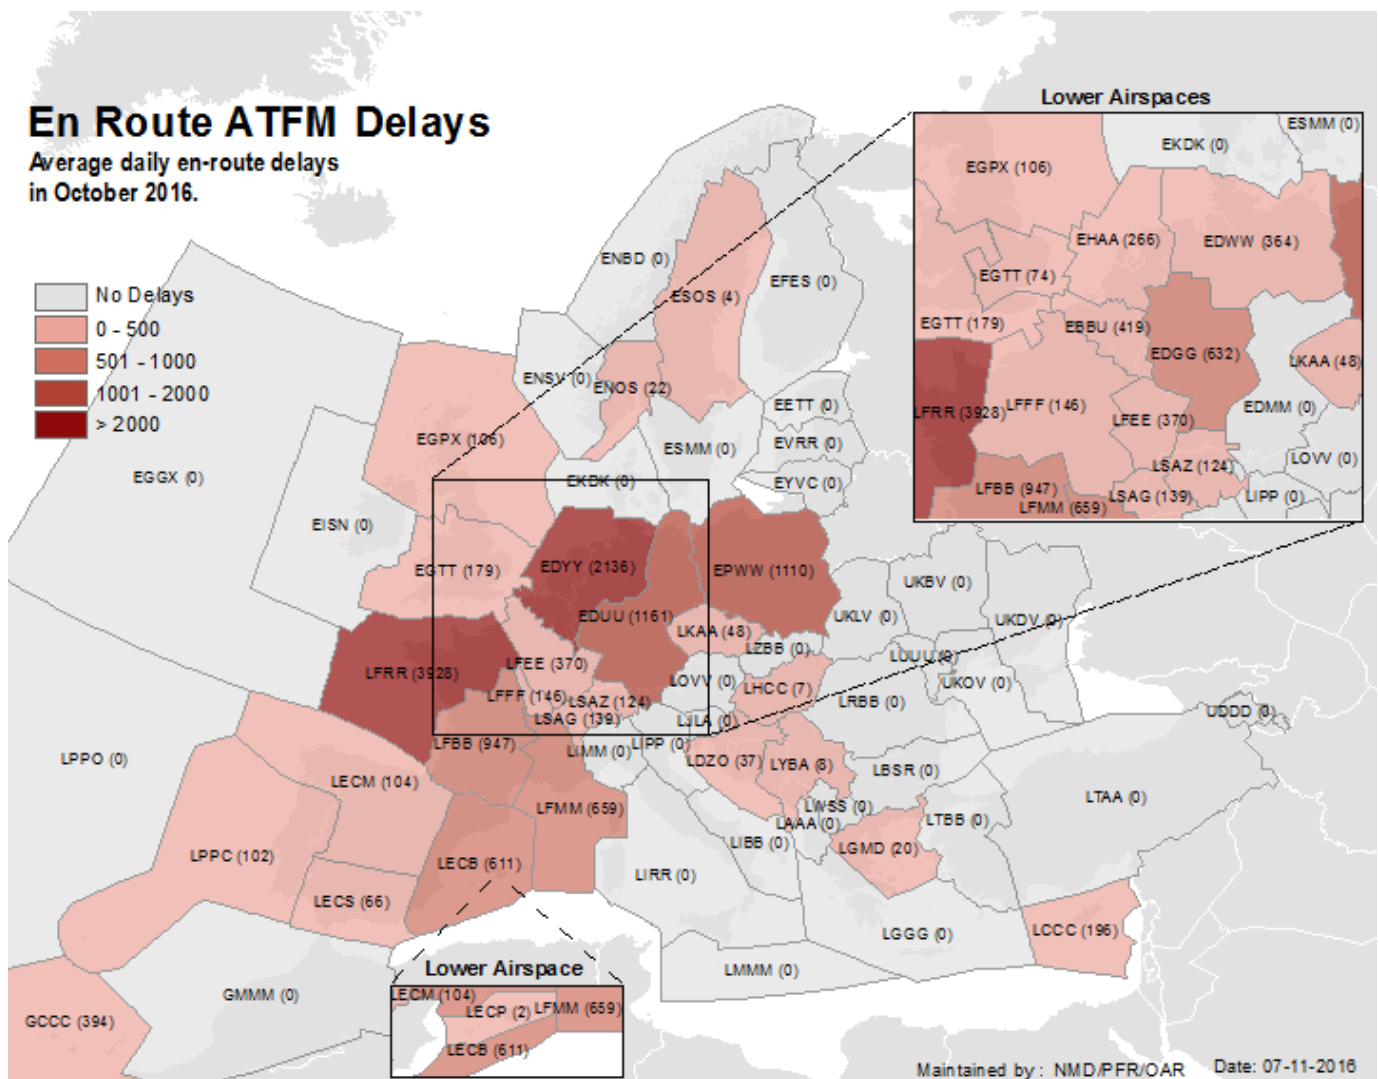 Lower Airspaces
En Route ATFM Delays
Average daily en-route delays
in October 2016.
No Delays
0 - 500
501 - 1000
1001 - 2000
> 2000
ESMM (0)
EKDK (0)
EGPX (106)
EHAA (266)
EDWW (364)
EGTT (74)
EGTT (179)
EBBU (419)
EDGG (632)
LKAA (48)
LFRR (3928)
LFFF (146)
LFEE (370)
EDMM (0)
LSAZ (124)
LOVV (0)
LFBB (947)
LSAG (139)
LIPP (0)
LFMM (659)
ENBD (0)
EFES (0)
ESOS (4)
ENSV (0)
ENOS (22)
EETT (0)
EGPX (106)
EVRR (0)
ESMM (0)
EGGX (0)
EKDK (0)
EYVC (0)
EISN (0)
EGTT (179)
EDYY (2136)
EPWW (1110)
UKBV (0)
UKLV (0)
EDUU (1161)
UKDV (0)
LKAA (48)
LZBB (0)
LFEE (370)
LUUU (0)
LFRR (3928)
LOVV (0)
UKOV (0)
LHCC (7)
LFFF (146)
LSAZ (124)
LRBB (0)
LSAG (139)
LJLA (0)
UDDD (0)
LFBB (947)
LIMM (0)
LIPP (0)
LPPO (0)
LDZO (37)
LYBA (8)
LBSR (0)
LECM (104)
LTAA (0)
LFMM (659)
LWSS (0)
LAAA (0)
LTBB (0)
LIBB (0)
LGMD (20)
LPPC (102)
LECB (611)
LIRR (0)
LECS (66)
LGGG (0)
LCCC (196)
Lower Airspace
LMMM (0)
GMMM (0)
LECM (104)
LECP (2)
LFMM (659)
GCCC (394)
LECB (611)
Maintained by : NMD/PFR/OAR
Date: 07-11-2016